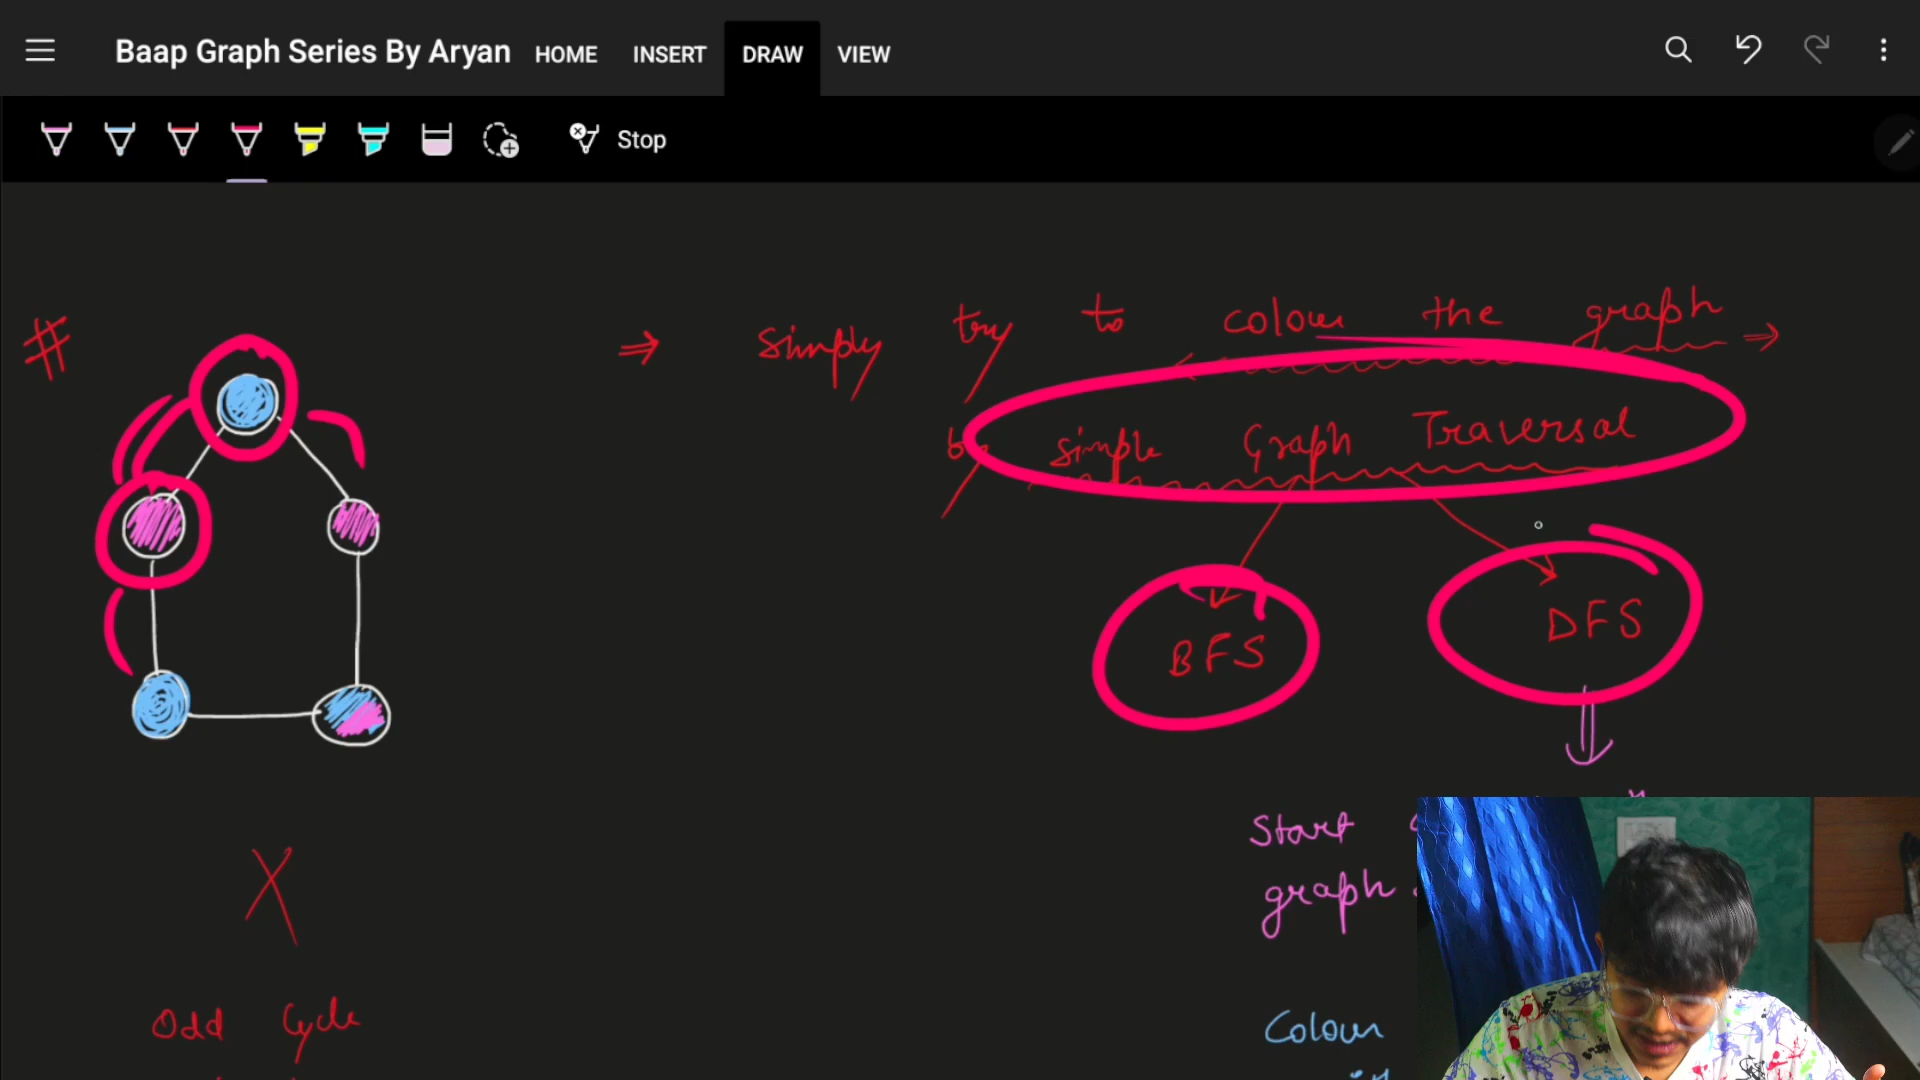 Baap Graph Series By Aryan HOME INSERT DRAW VIEW
Stop
# ⇒ Simply try to colour the graph ⇒
simple Graph Traversal
BFS DFS
Start
graph
X
Odd Cycle
Colour